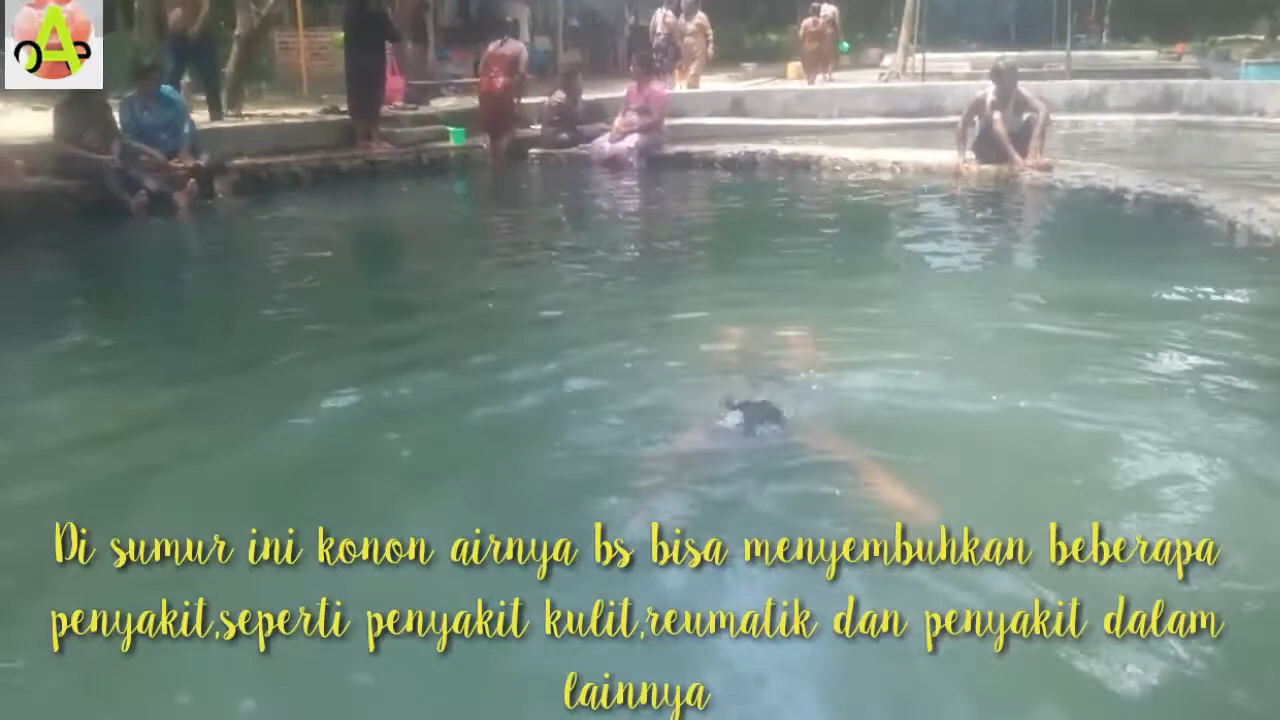 Di sumur ini konon airnya bs bisa menyembuhkan beberapa
penyakit,seperti penyakit kulit,reumatik dan penyakit dalam
lainnya